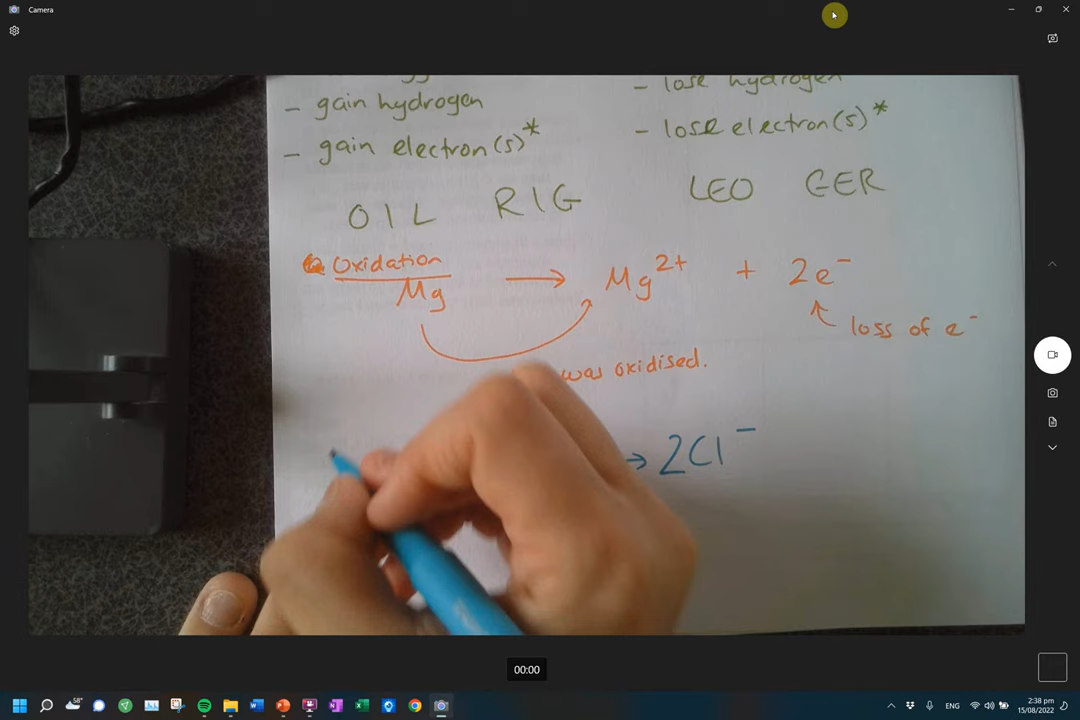 Camera
lose hydrogen
- gain hydrogen
- lose electron(s)*
- gain electron(s)*
OIL RIG LEO GER
Oxidation
Mg → Mg2+ + 2e-
loss of e-
was oxidised.
→ 2Cl-
00:00
58°
ENG
2:38 pm
15/08/2022